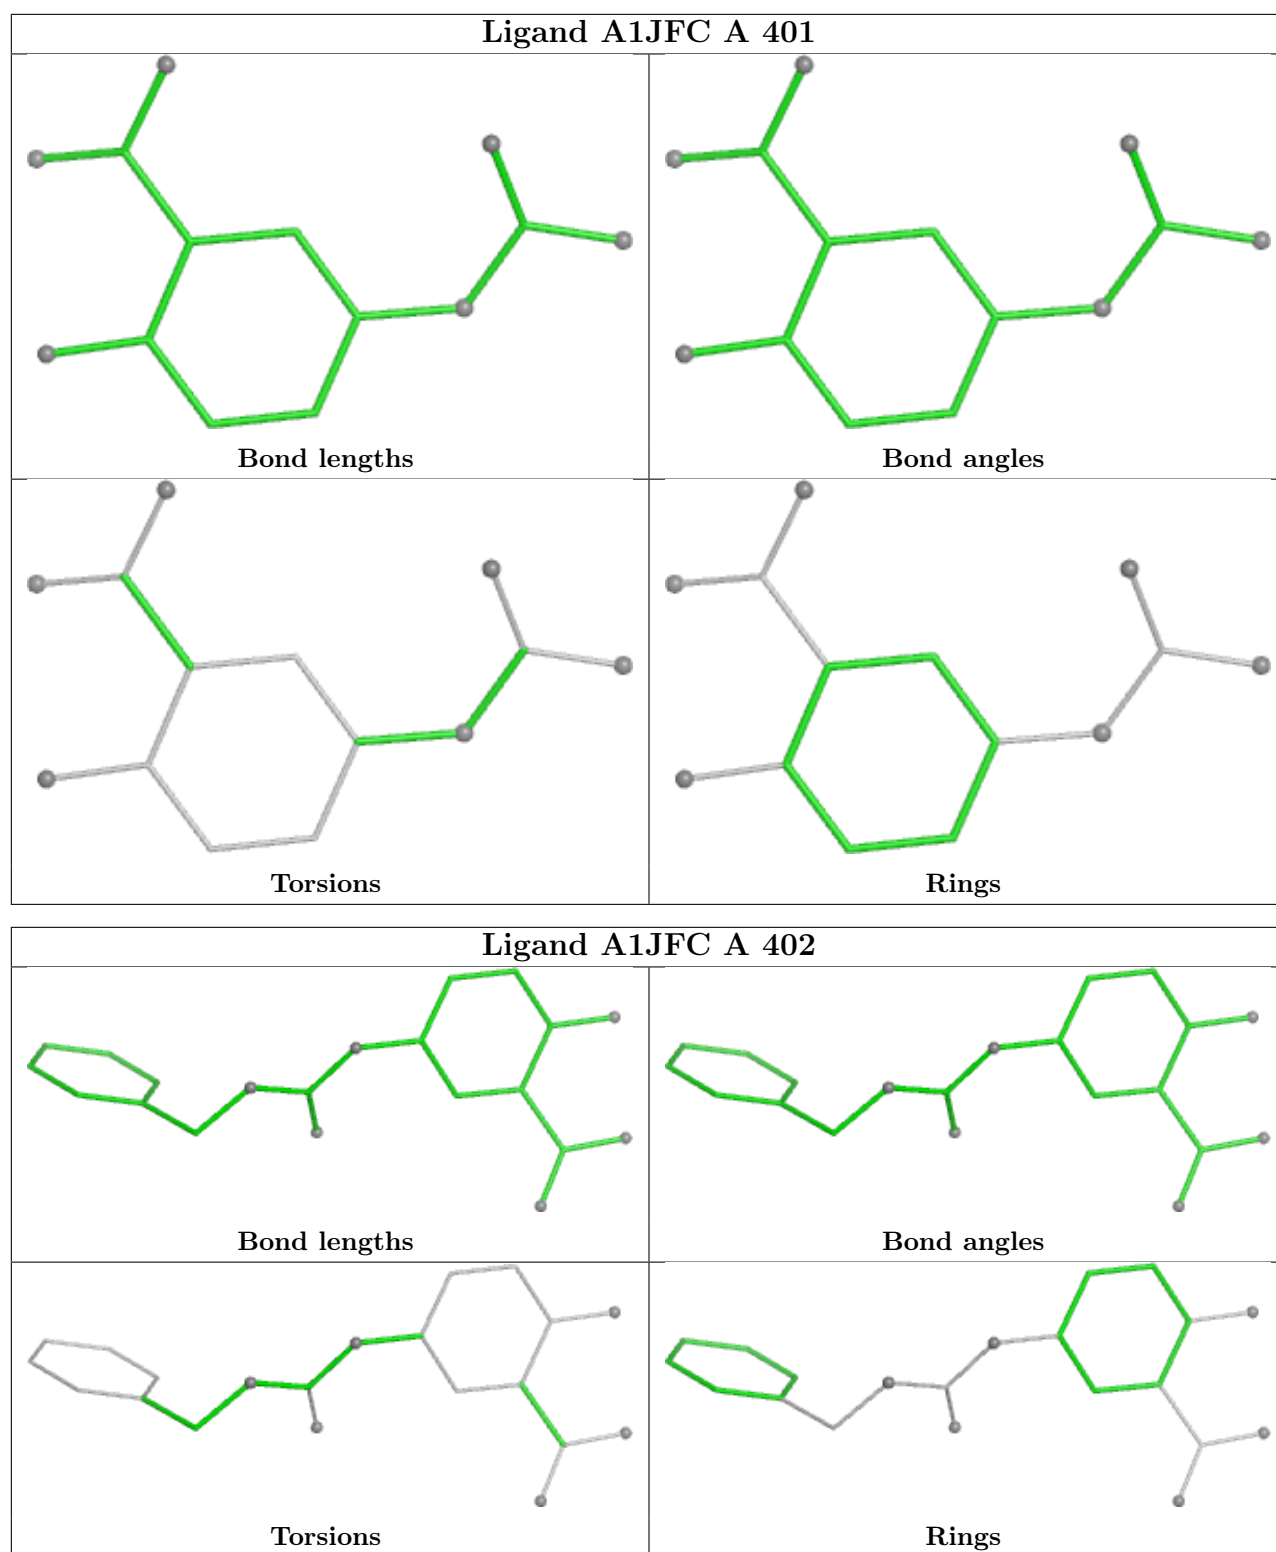 Ligand A1JFC A 401
Bond lengths
Bond angles
Torsions
Rings
Ligand A1JFC A 402
Bond lengths
Bond angles
Torsions
Rings